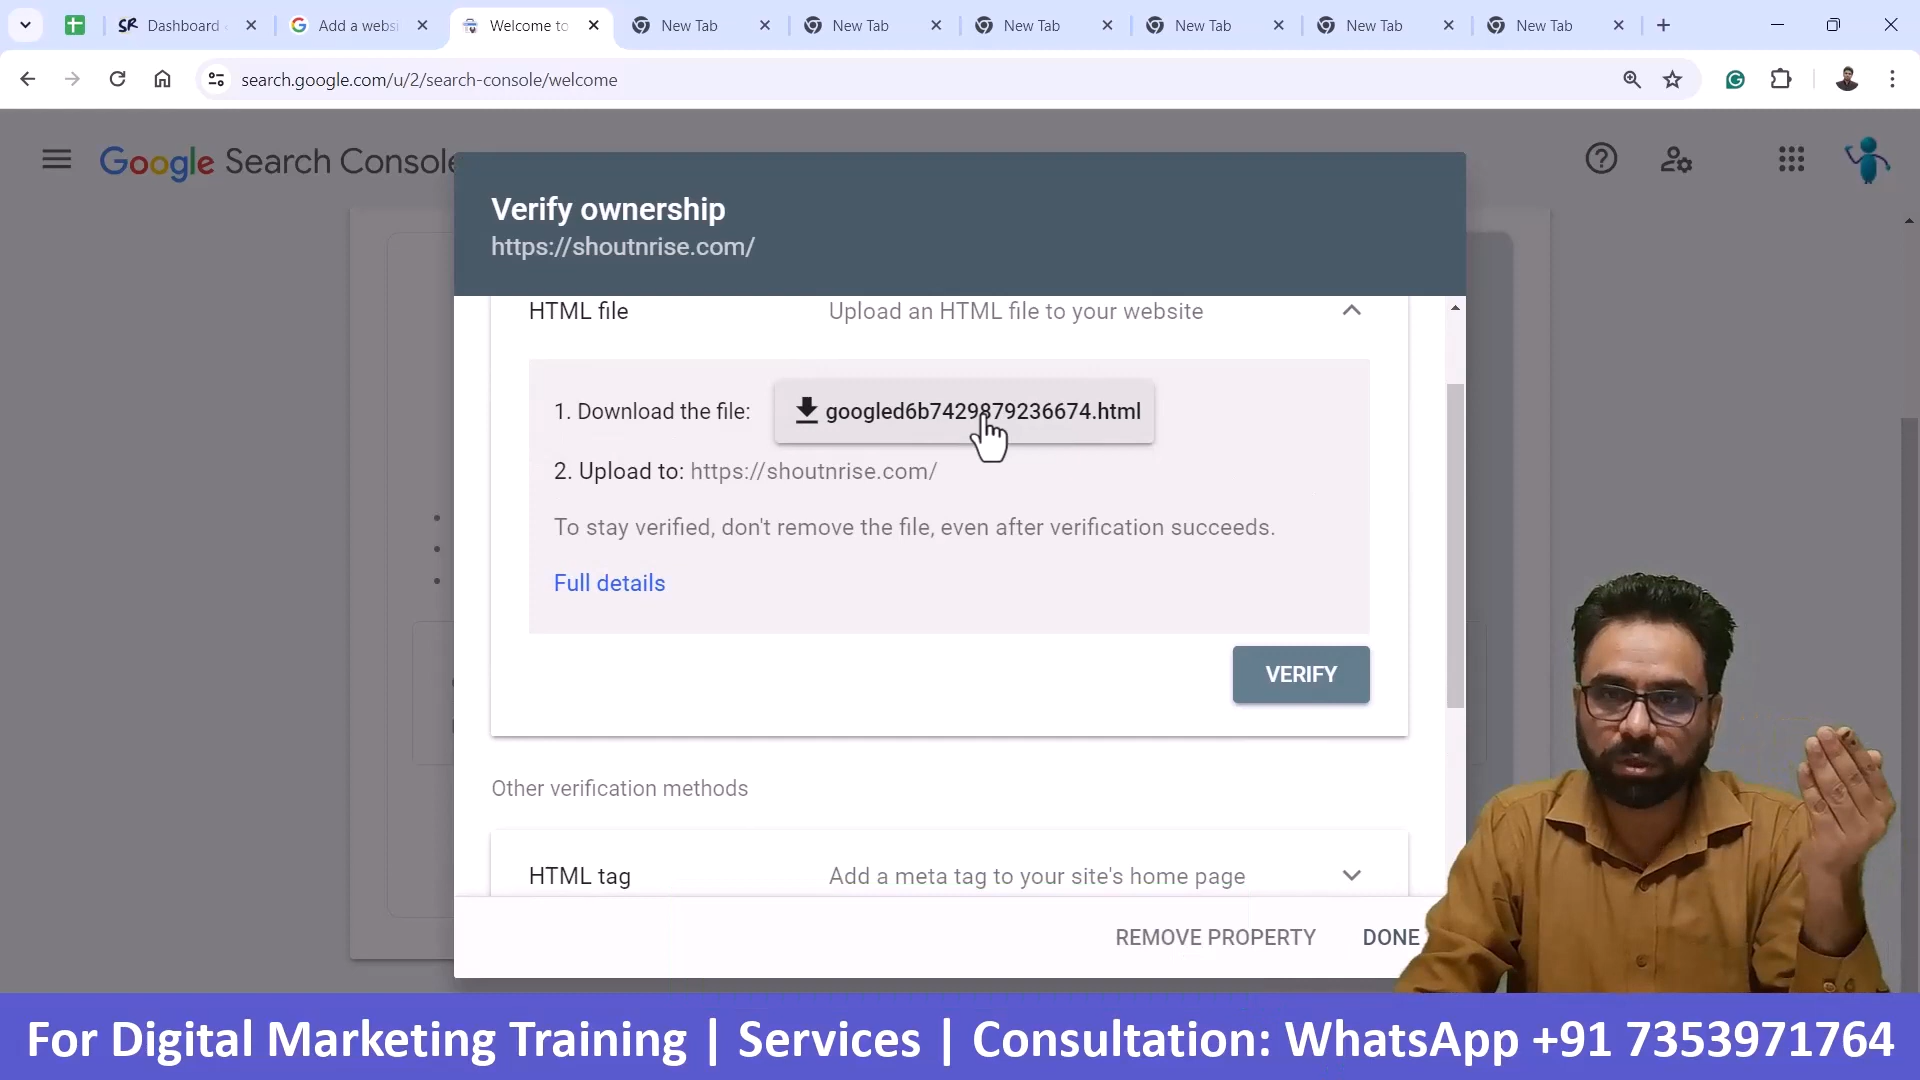 Dashboard
Add a websi
Welcome to
New Tab
New Tab
New Tab
New Tab
New Tab
New Tab
search.google.com/u/2/search-console/welcome
Google Search Console
Verify ownership
https://shoutnrise.com/
HTML file
Upload an HTML file to your website
1. Download the file:
googled6b7429879236674.html
2. Upload to: https://shoutnrise.com/
To stay verified, don't remove the file, even after verification succeeds.
Full details
VERIFY
Other verification methods
HTML tag
Add a meta tag to your site's home page
REMOVE PROPERTY
DONE
For Digital Marketing Training | Services | Consultation: WhatsApp +91 7353971764